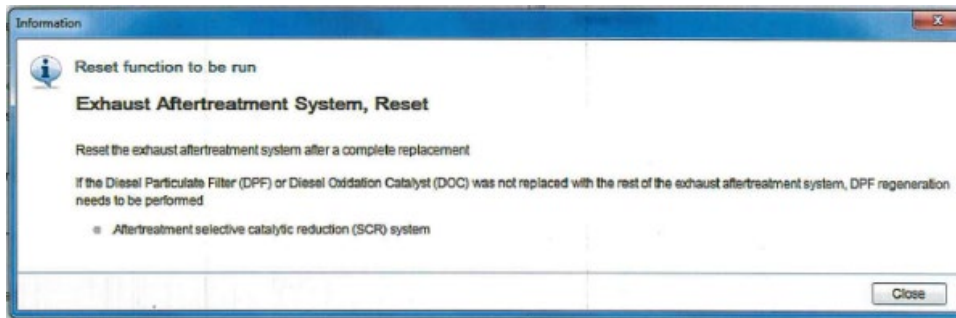 Information
Reset function to be run
Exhaust Aftertreatment System, Reset
Reset the exhaust aftertreatment system after a complete replacement
If the Diesel Particulate Filter (DPF) or Diesel Oxidation Catalyst (DOC) was not replaced with the rest of the exhaust aftertreatment system, DPF regeneration
needs to be performed
Aftertreatment selective catalytic reduction (SCR) system
Close